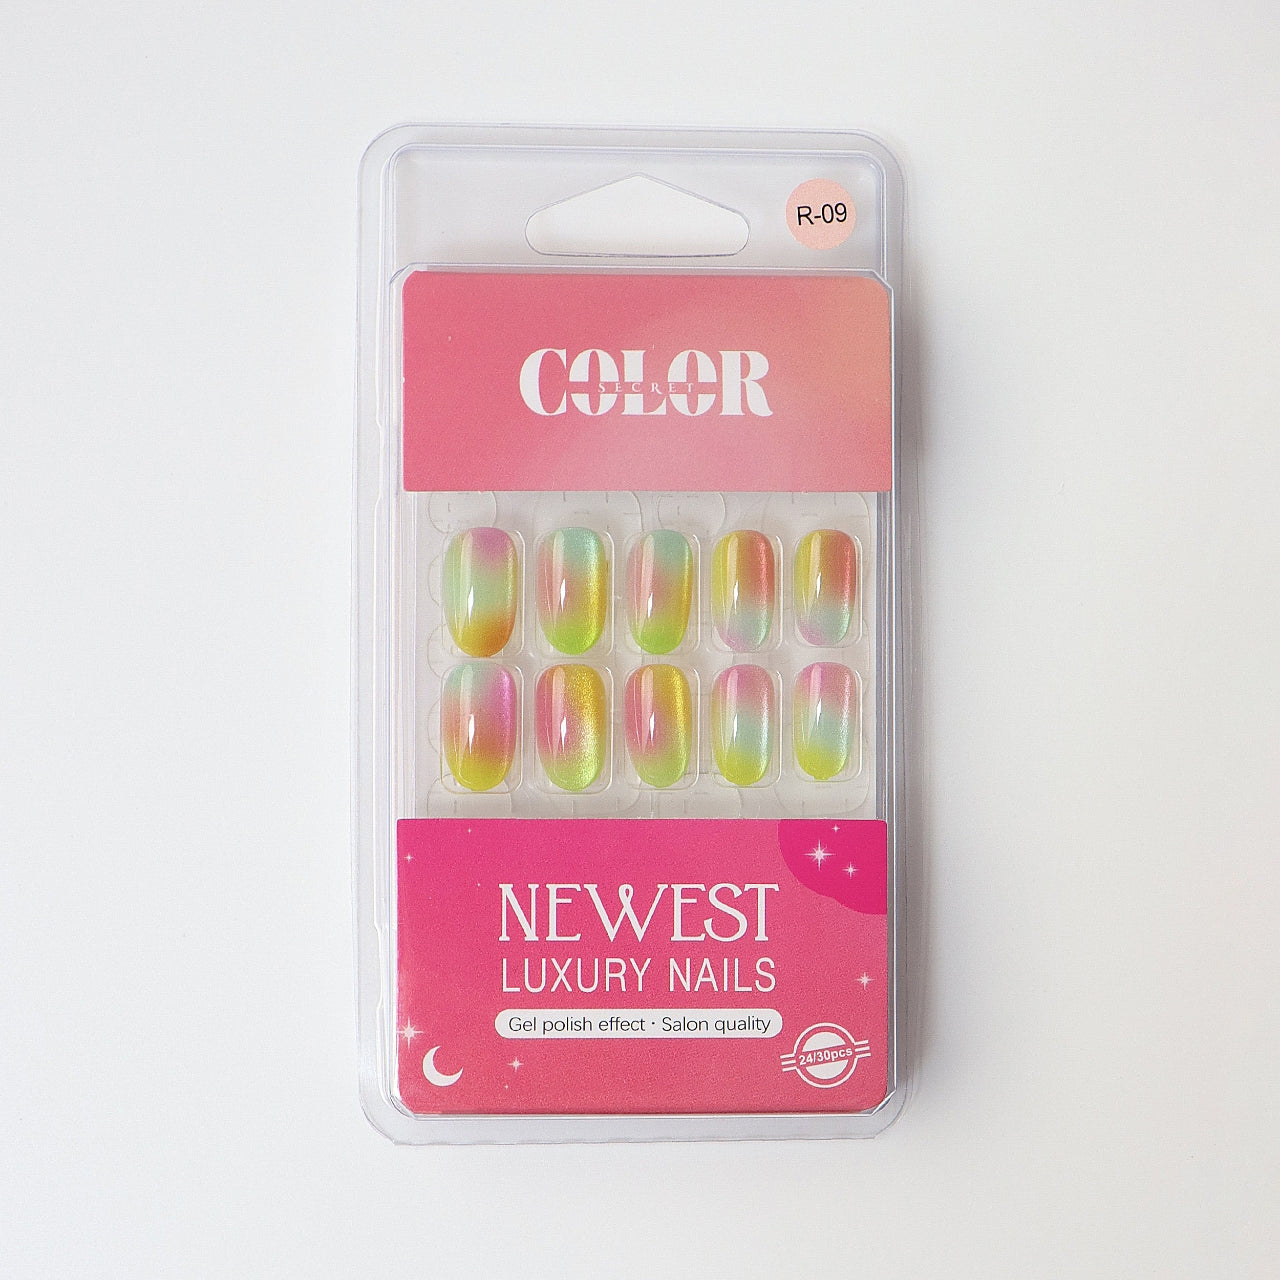 R-09
COLOR
SECRET
NEWEST
LUXURY NAILS
Gel polish effect · Salon quality
24/30pcs